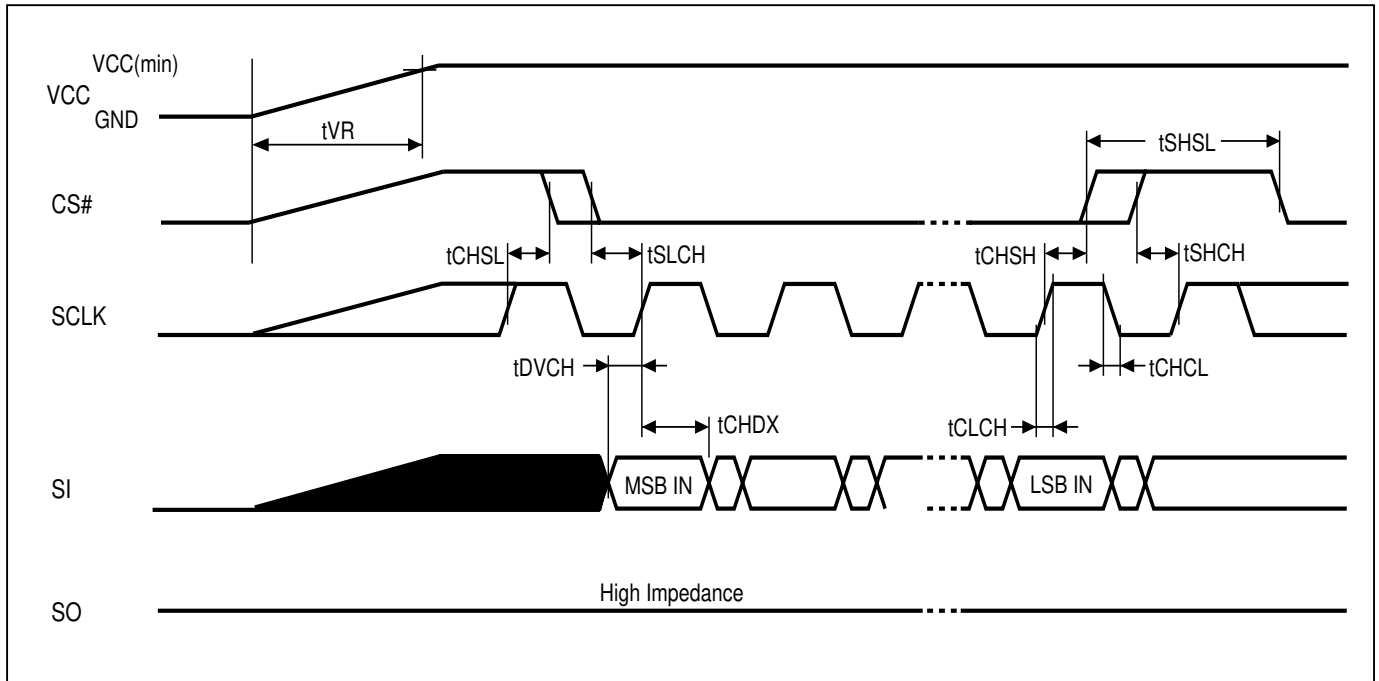 VCC(min)
VCC
GND
tVR
tSHSL
CS#
tCHSL
tSLCH
tCHSH
tSHCH
SCLK
tDVCH
tCHCL
tCHDX
tCLCH
SI
MSB IN
LSB IN
High Impedance
SO